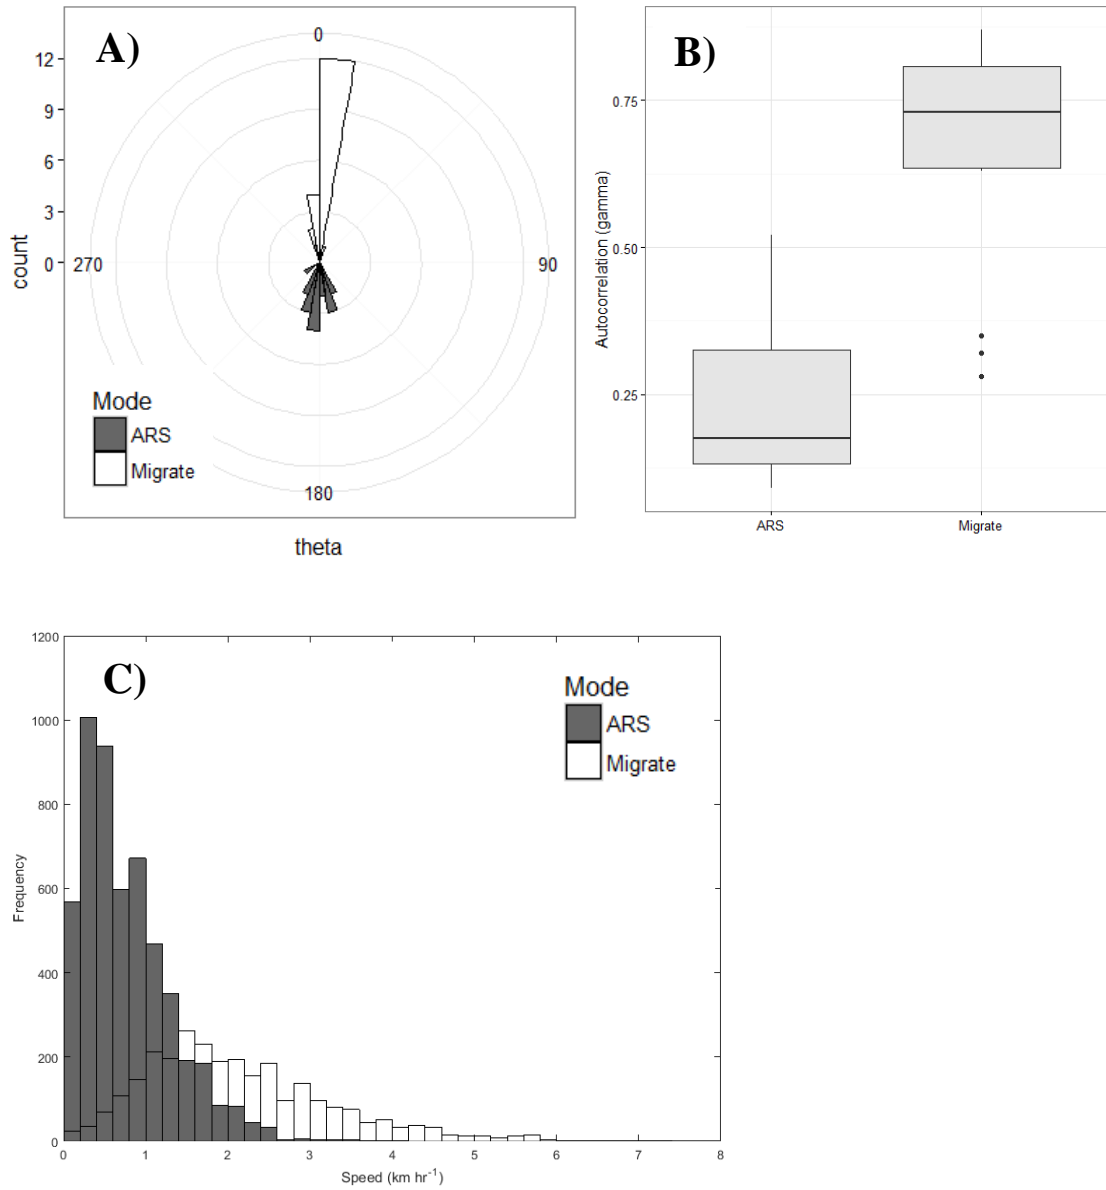 A)
0
12
9
6
3
0
270
90
180
count
theta
Mode
ARS
Migrate
B)
0.75
0.50
0.25
Autocorrelation (gamma)
ARS
Migrate
C)
1200
1000
800
600
400
200
0
Frequency
0 1 2 3 4 5 6 7 8
Speed (km hr⁻¹)
Mode
ARS
Migrate